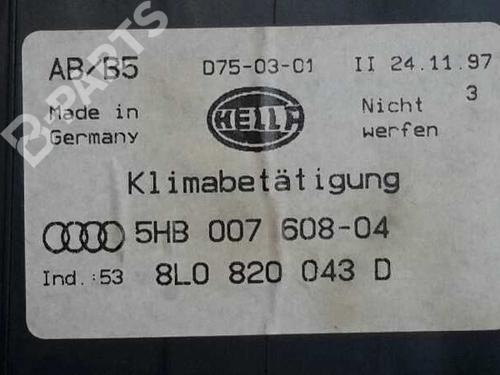 AB/B5 D75-03-01 II 24.11.97
Made in Germany
HELLA
Nicht 3
werfen
Klimabetätigung
5HB 007 608-04
Ind.:53 8L0 820 043 D
B-PARTS